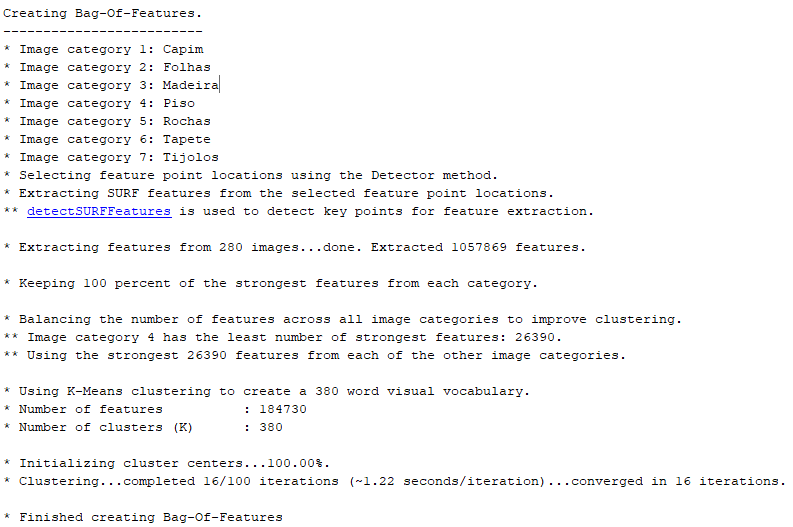 Creating Bag-Of-Features.
-------------------------
* Image category 1: Capim
* Image category 2: Folhas
* Image category 3: Madeira
* Image category 4: Piso
* Image category 5: Rochas
* Image category 6: Tapete
* Image category 7: Tijolos
* Selecting feature point locations using the Detector method.
* Extracting SURF features from the selected feature point locations.
** detectSURFFeatures is used to detect key points for feature extraction.
* Extracting features from 280 images...done. Extracted 1057869 features.
* Keeping 100 percent of the strongest features from each category.
* Balancing the number of features across all image categories to improve clustering.
** Image category 4 has the least number of strongest features: 26390.
** Using the strongest 26390 features from each of the other image categories.
* Using K-Means clustering to create a 380 word visual vocabulary.
* Number of features          : 184730
* Number of clusters (K)      : 380
* Initializing cluster centers...100.00%.
* Clustering...completed 16/100 iterations (~1.22 seconds/iteration)...converged in 16 iterations.
* Finished creating Bag-Of-Features